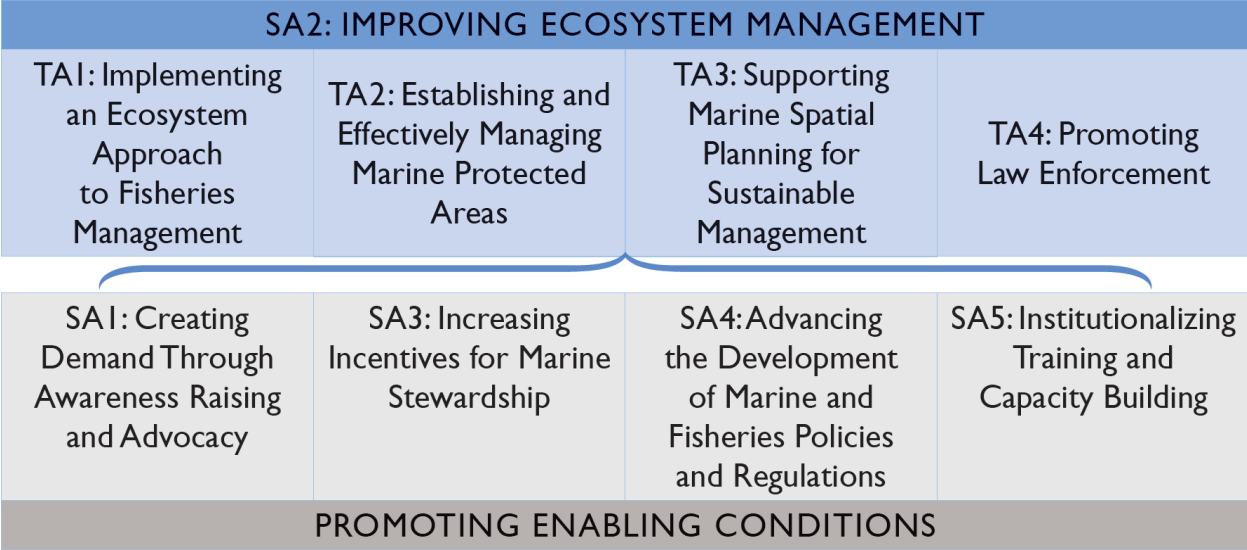 SA2: IMPROVING ECOSYSTEM MANAGEMENT
TA1: Implementing
an Ecosystem
Approach
to Fisheries
Management
TA2: Establishing and
Effectively Managing
Marine Protected
Areas
TA3: Supporting
Marine Spatial
Planning for
Sustainable
Management
TA4: Promoting
Law Enforcement
SA1: Creating
Demand Through
Awareness Raising
and Advocacy
SA3: Increasing
Incentives for Marine
Stewardship
SA4: Advancing
the Development
of Marine and
Fisheries Policies
and Regulations
SA5: Institutionalizing
Training and
Capacity Building
PROMOTING ENABLING CONDITIONS